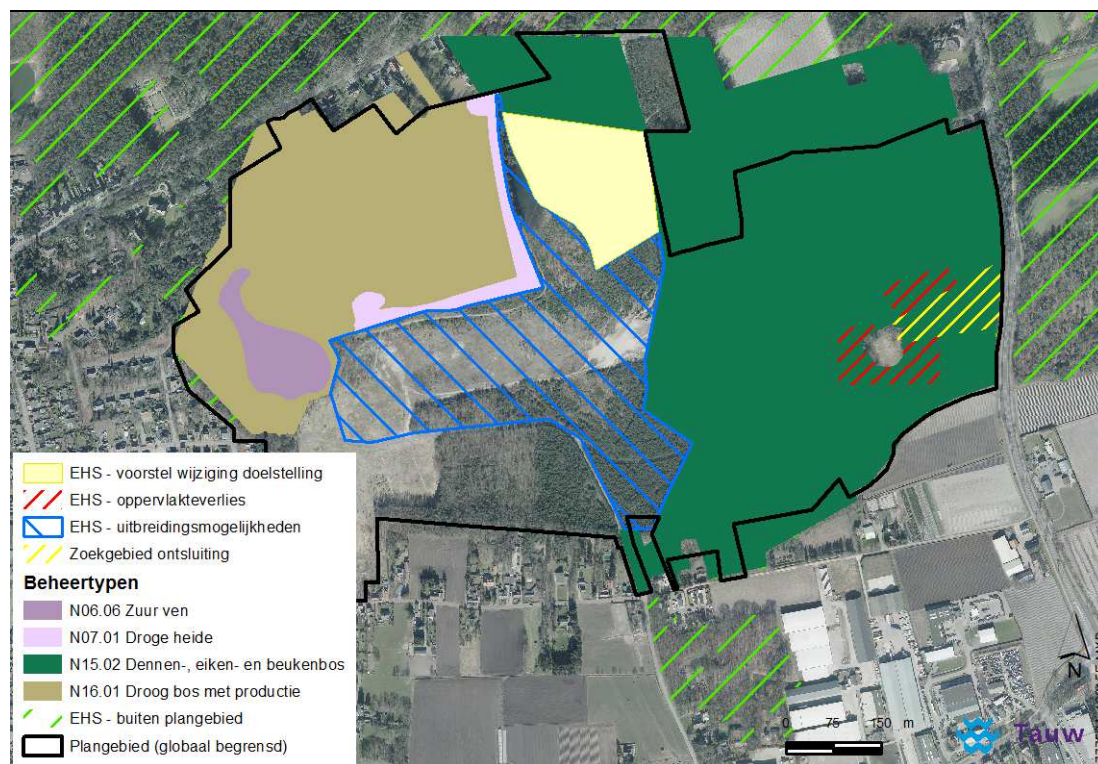 EHS - voorstel wijziging doelstelling
EHS - oppervlakteverlies
EHS - uitbreidingsmogelijkheden
Zoekgebied ontsluiting
Beheertypen
N06.06 Zuur ven
N07.01 Droge heide
N15.02 Dennen-, eiken- en beukenbos
N16.01 Droog bos met productie
EHS - buiten plangebied
Plangebied (globaal begrensd)
N
0 75 150 m
Tauw